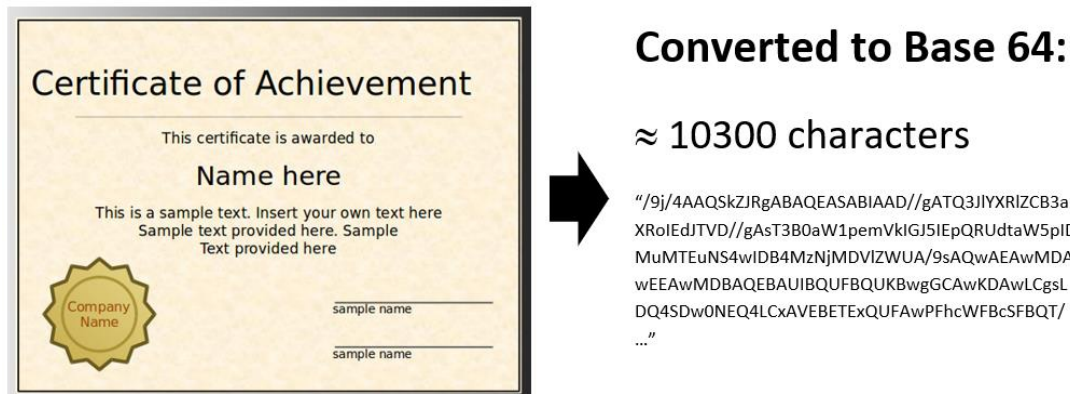 Certificate of Achievement
This certificate is awarded to
Name here
This is a sample text. Insert your own text here
Sample text provided here. Sample
Text provided here
Company
Name
sample name
sample name
Converted to Base 64:
≈ 10300 characters
“/9j/4AAQSkZJRgABAQEASABIAAD//gATQ3JlYXRlZCB3a
XRoIEdJTVD//gAsT3B0aW1pemVkIGJ5IEpQRUdtaW5pID
MuMTEuNS4wIDB4MzNjMDVlZWUA/9sAQwAEAwMDA
wEEAwMDBAQEBAUIBQUFBQUKBwgGCAwKDAwLCgsL
DQ4SDw0NEQ4LCxAVEBETExQUFAwPFhcWFBcSFBQT/
...”